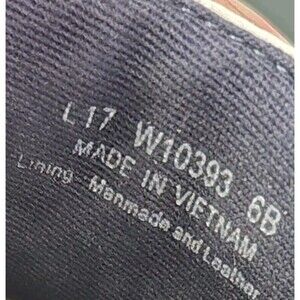 L17 W10393 6B
MADE IN VIETNAM
Lining Manmade and Leather